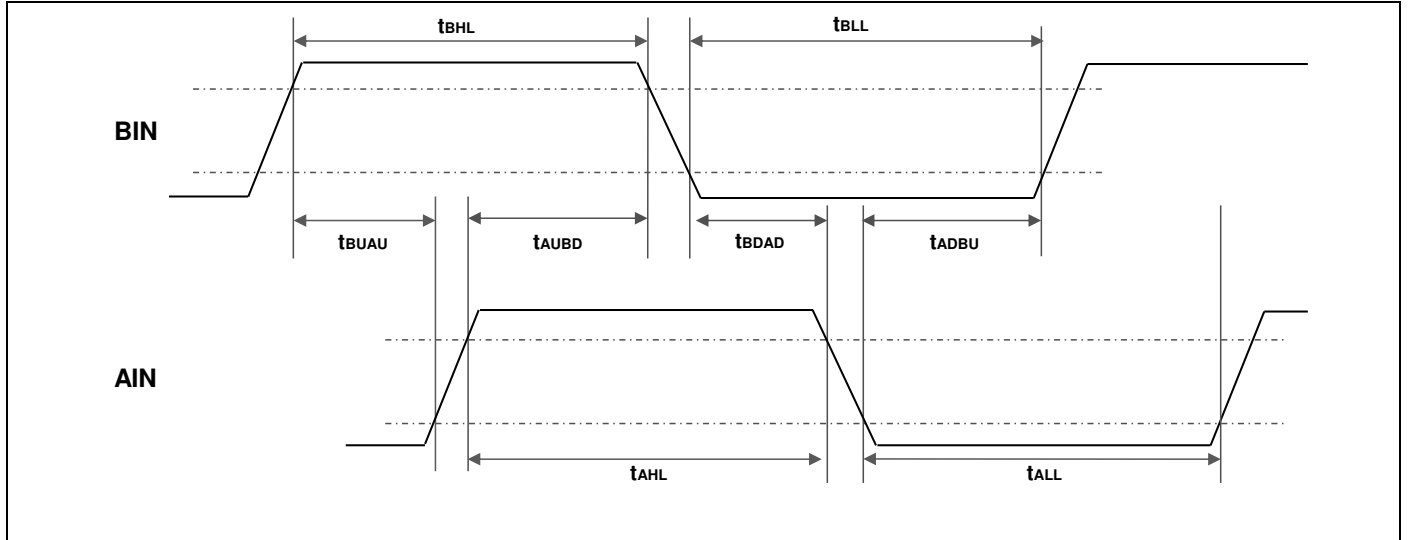 tBHL
tBLL
BIN
tBUAU
tAUBD
tBDAD
tADBU
AIN
tAHL
tALL